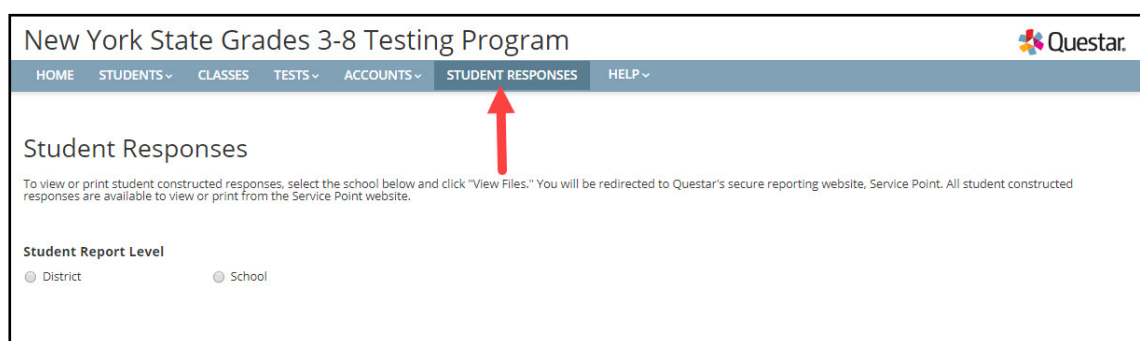 New York State Grades 3-8 Testing Program
Questar.
HOME STUDENTS CLASSES TESTS ACCOUNTS STUDENT RESPONSES HELP
Student Responses
To view or print student constructed responses, select the school below and click "View Files." You will be redirected to Questar's secure reporting website, Service Point. All student constructed
responses are available to view or print from the Service Point website.
Student Report Level
District School